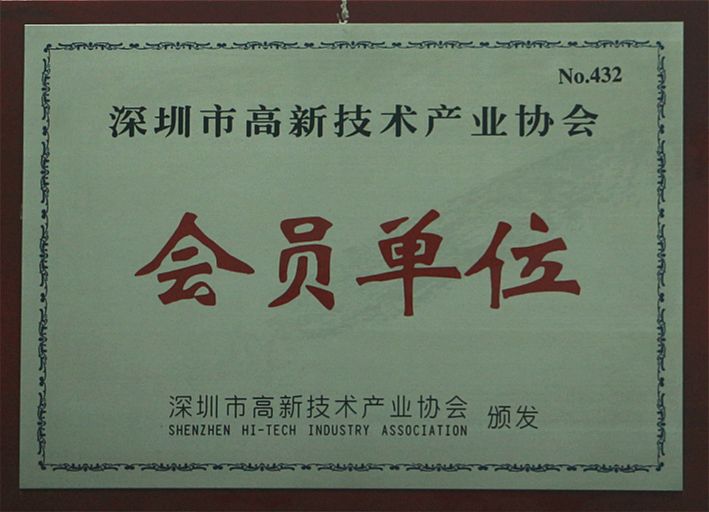 No.432
深圳市高新技术产业协会
会员单位
深圳市高新技术产业协会 颁发
SHENZHEN HI-TECH INDUSTRY ASSOCIATION